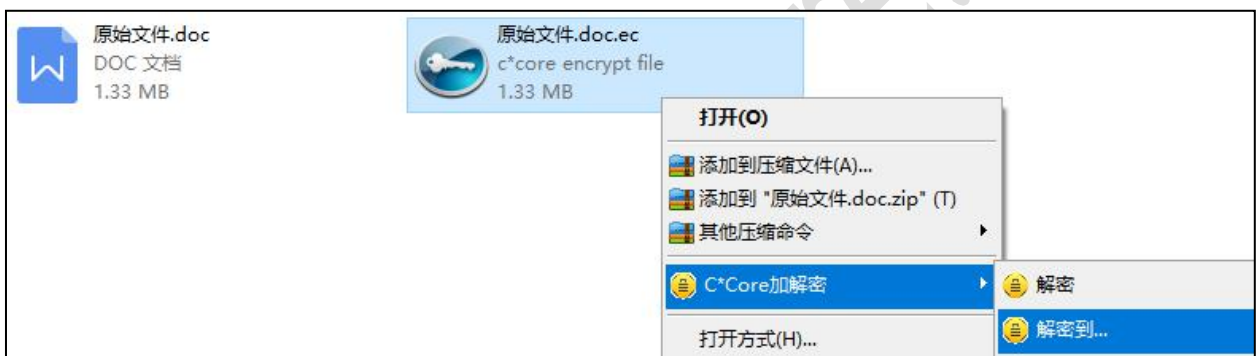 原始文件.doc
DOC 文档
1.33 MB
原始文件.doc.ec
c*core encrypt file
1.33 MB
打开(O)
添加到压缩文件(A)...
添加到 "原始文件.doc.zip" (T)
其他压缩命令
C*Core加解密
解密
解密到...
打开方式(H)...